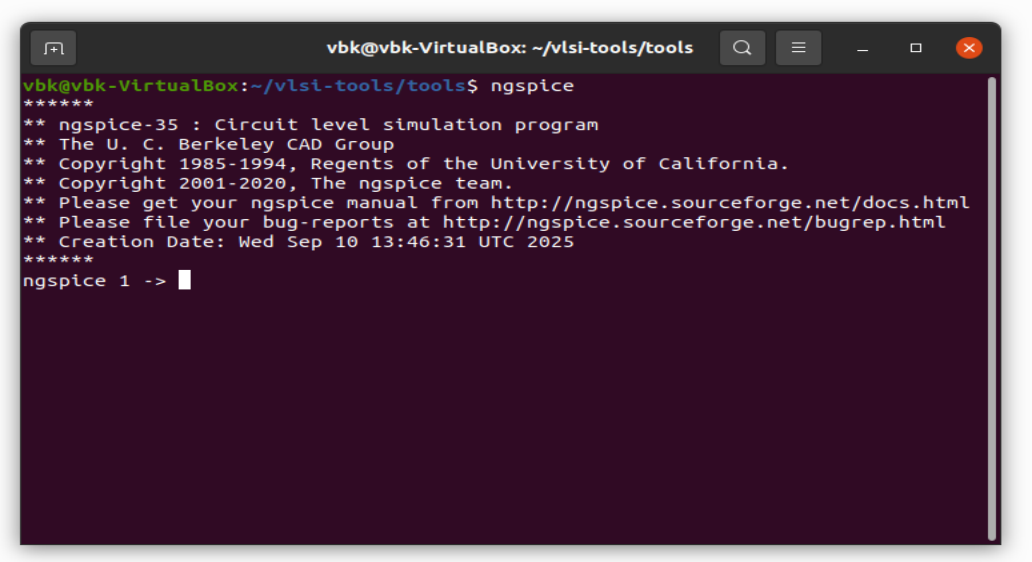 vbk@vbk-VirtualBox: ~/vlsi-tools/tools
vbk@vbk-VirtualBox:~/vlsi-tools/tools$ ngspice
******
** ngspice-35 : Circuit level simulation program
** The U. C. Berkeley CAD Group
** Copyright 1985-1994, Regents of the University of California.
** Copyright 2001-2020, The ngspice team.
** Please get your ngspice manual from http://ngspice.sourceforge.net/docs.html
** Please file your bug-reports at http://ngspice.sourceforge.net/bugrep.html
** Creation Date: Wed Sep 10 13:46:31 UTC 2025
******
ngspice 1 ->